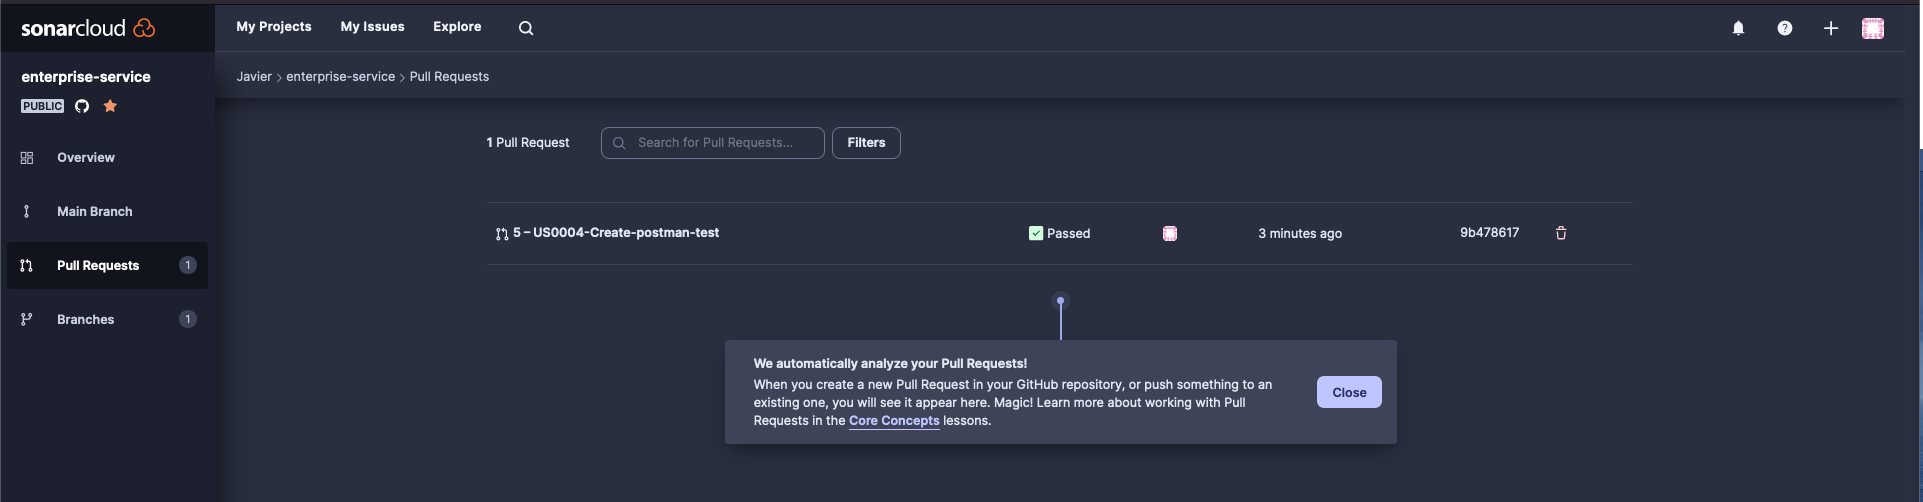 sonarcloud
My Projects My Issues Explore
enterprise-service
PUBLIC
Javier > enterprise-service > Pull Requests
Overview
Main Branch
Pull Requests 1
Branches 1
1 Pull Request Search for Pull Requests... Filters
5 – US0004-Create-postman-test Passed 3 minutes ago 9b478617
We automatically analyze your Pull Requests!
When you create a new Pull Request in your GitHub repository, or push something to an
existing one, you will see it appear here. Magic! Learn more about working with Pull
Requests in the Core Concepts lessons.
Close